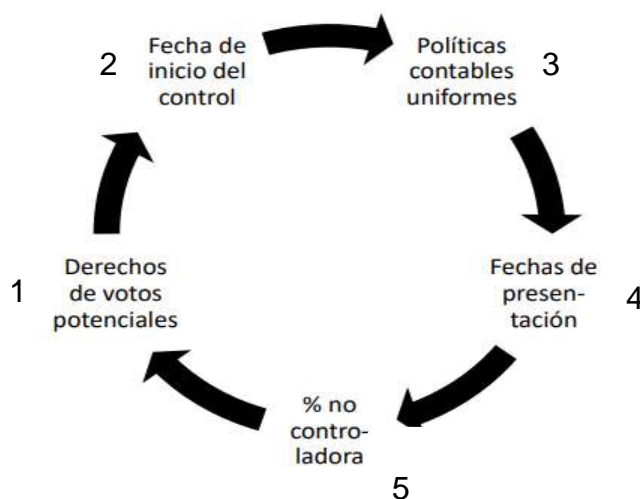 1
Derechos
de votos
potenciales
2
Fecha de
inicio del
control
Políticas
contables
uniformes
3
Fechas de
presen-
tación
4
% no
contro-
ladora
5